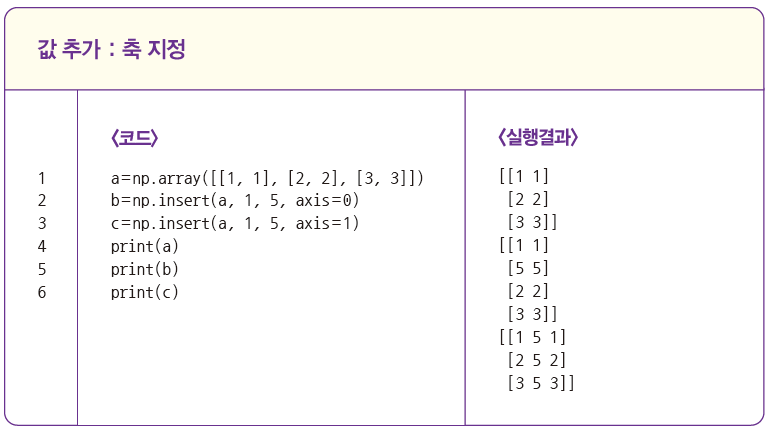 값 추가 : 축 지정
<코드>
1 a=np.array([[1, 1], [2, 2], [3, 3]])
2 b=np.insert(a, 1, 5, axis=0)
3 c=np.insert(a, 1, 5, axis=1)
4 print(a)
5 print(b)
6 print(c)
<실행결과>
[[1 1]
 [2 2]
 [3 3]]
[[1 1]
 [5 5]
 [2 2]
 [3 3]]
[[1 5 1]
 [2 5 2]
 [3 5 3]]